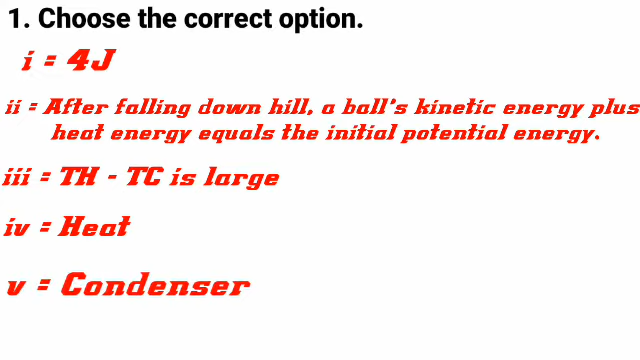 1. Choose the correct option.
i = 4J
ii = After falling down hill, a ball's kinetic energy plus
heat energy equals the initial potential energy.
iii = TH - TC is large
iv = Heat
v = Condenser